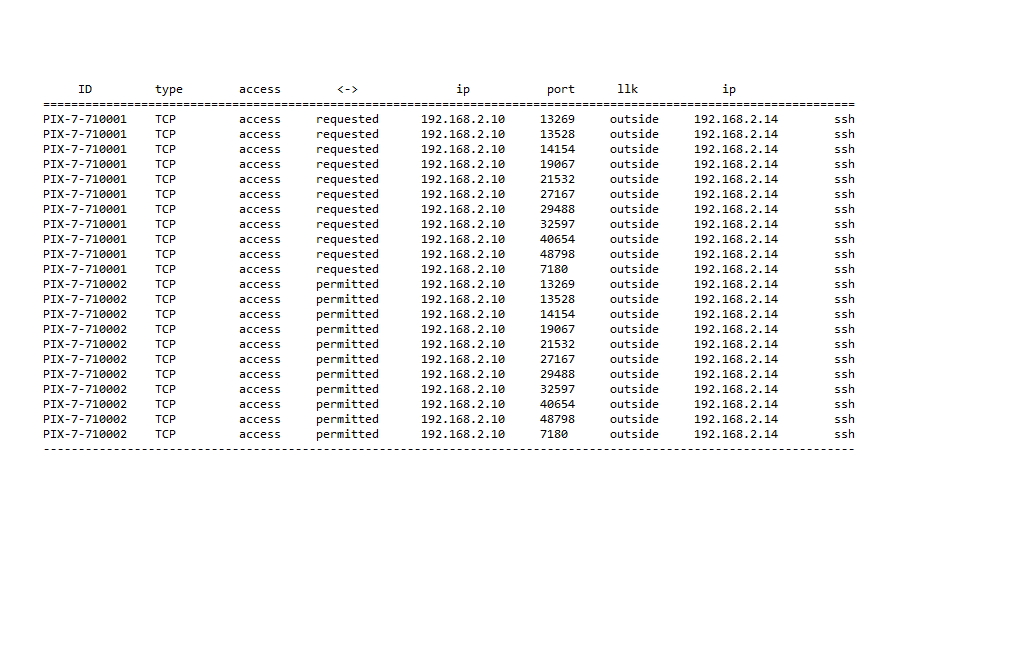 ID type access <-> ip port llk ip
====================================================================================================================
PIX-7-710001 TCP access requested 192.168.2.10 13269 outside 192.168.2.14 ssh
PIX-7-710001 TCP access requested 192.168.2.10 13528 outside 192.168.2.14 ssh
PIX-7-710001 TCP access requested 192.168.2.10 14154 outside 192.168.2.14 ssh
PIX-7-710001 TCP access requested 192.168.2.10 19067 outside 192.168.2.14 ssh
PIX-7-710001 TCP access requested 192.168.2.10 21532 outside 192.168.2.14 ssh
PIX-7-710001 TCP access requested 192.168.2.10 27167 outside 192.168.2.14 ssh
PIX-7-710001 TCP access requested 192.168.2.10 29488 outside 192.168.2.14 ssh
PIX-7-710001 TCP access requested 192.168.2.10 32597 outside 192.168.2.14 ssh
PIX-7-710001 TCP access requested 192.168.2.10 40654 outside 192.168.2.14 ssh
PIX-7-710001 TCP access requested 192.168.2.10 48798 outside 192.168.2.14 ssh
PIX-7-710001 TCP access requested 192.168.2.10 7180 outside 192.168.2.14 ssh
PIX-7-710002 TCP access permitted 192.168.2.10 13269 outside 192.168.2.14 ssh
PIX-7-710002 TCP access permitted 192.168.2.10 13528 outside 192.168.2.14 ssh
PIX-7-710002 TCP access permitted 192.168.2.10 14154 outside 192.168.2.14 ssh
PIX-7-710002 TCP access permitted 192.168.2.10 19067 outside 192.168.2.14 ssh
PIX-7-710002 TCP access permitted 192.168.2.10 21532 outside 192.168.2.14 ssh
PIX-7-710002 TCP access permitted 192.168.2.10 27167 outside 192.168.2.14 ssh
PIX-7-710002 TCP access permitted 192.168.2.10 29488 outside 192.168.2.14 ssh
PIX-7-710002 TCP access permitted 192.168.2.10 32597 outside 192.168.2.14 ssh
PIX-7-710002 TCP access permitted 192.168.2.10 40654 outside 192.168.2.14 ssh
PIX-7-710002 TCP access permitted 192.168.2.10 48798 outside 192.168.2.14 ssh
PIX-7-710002 TCP access permitted 192.168.2.10 7180 outside 192.168.2.14 ssh
--------------------------------------------------------------------------------------------------------------------